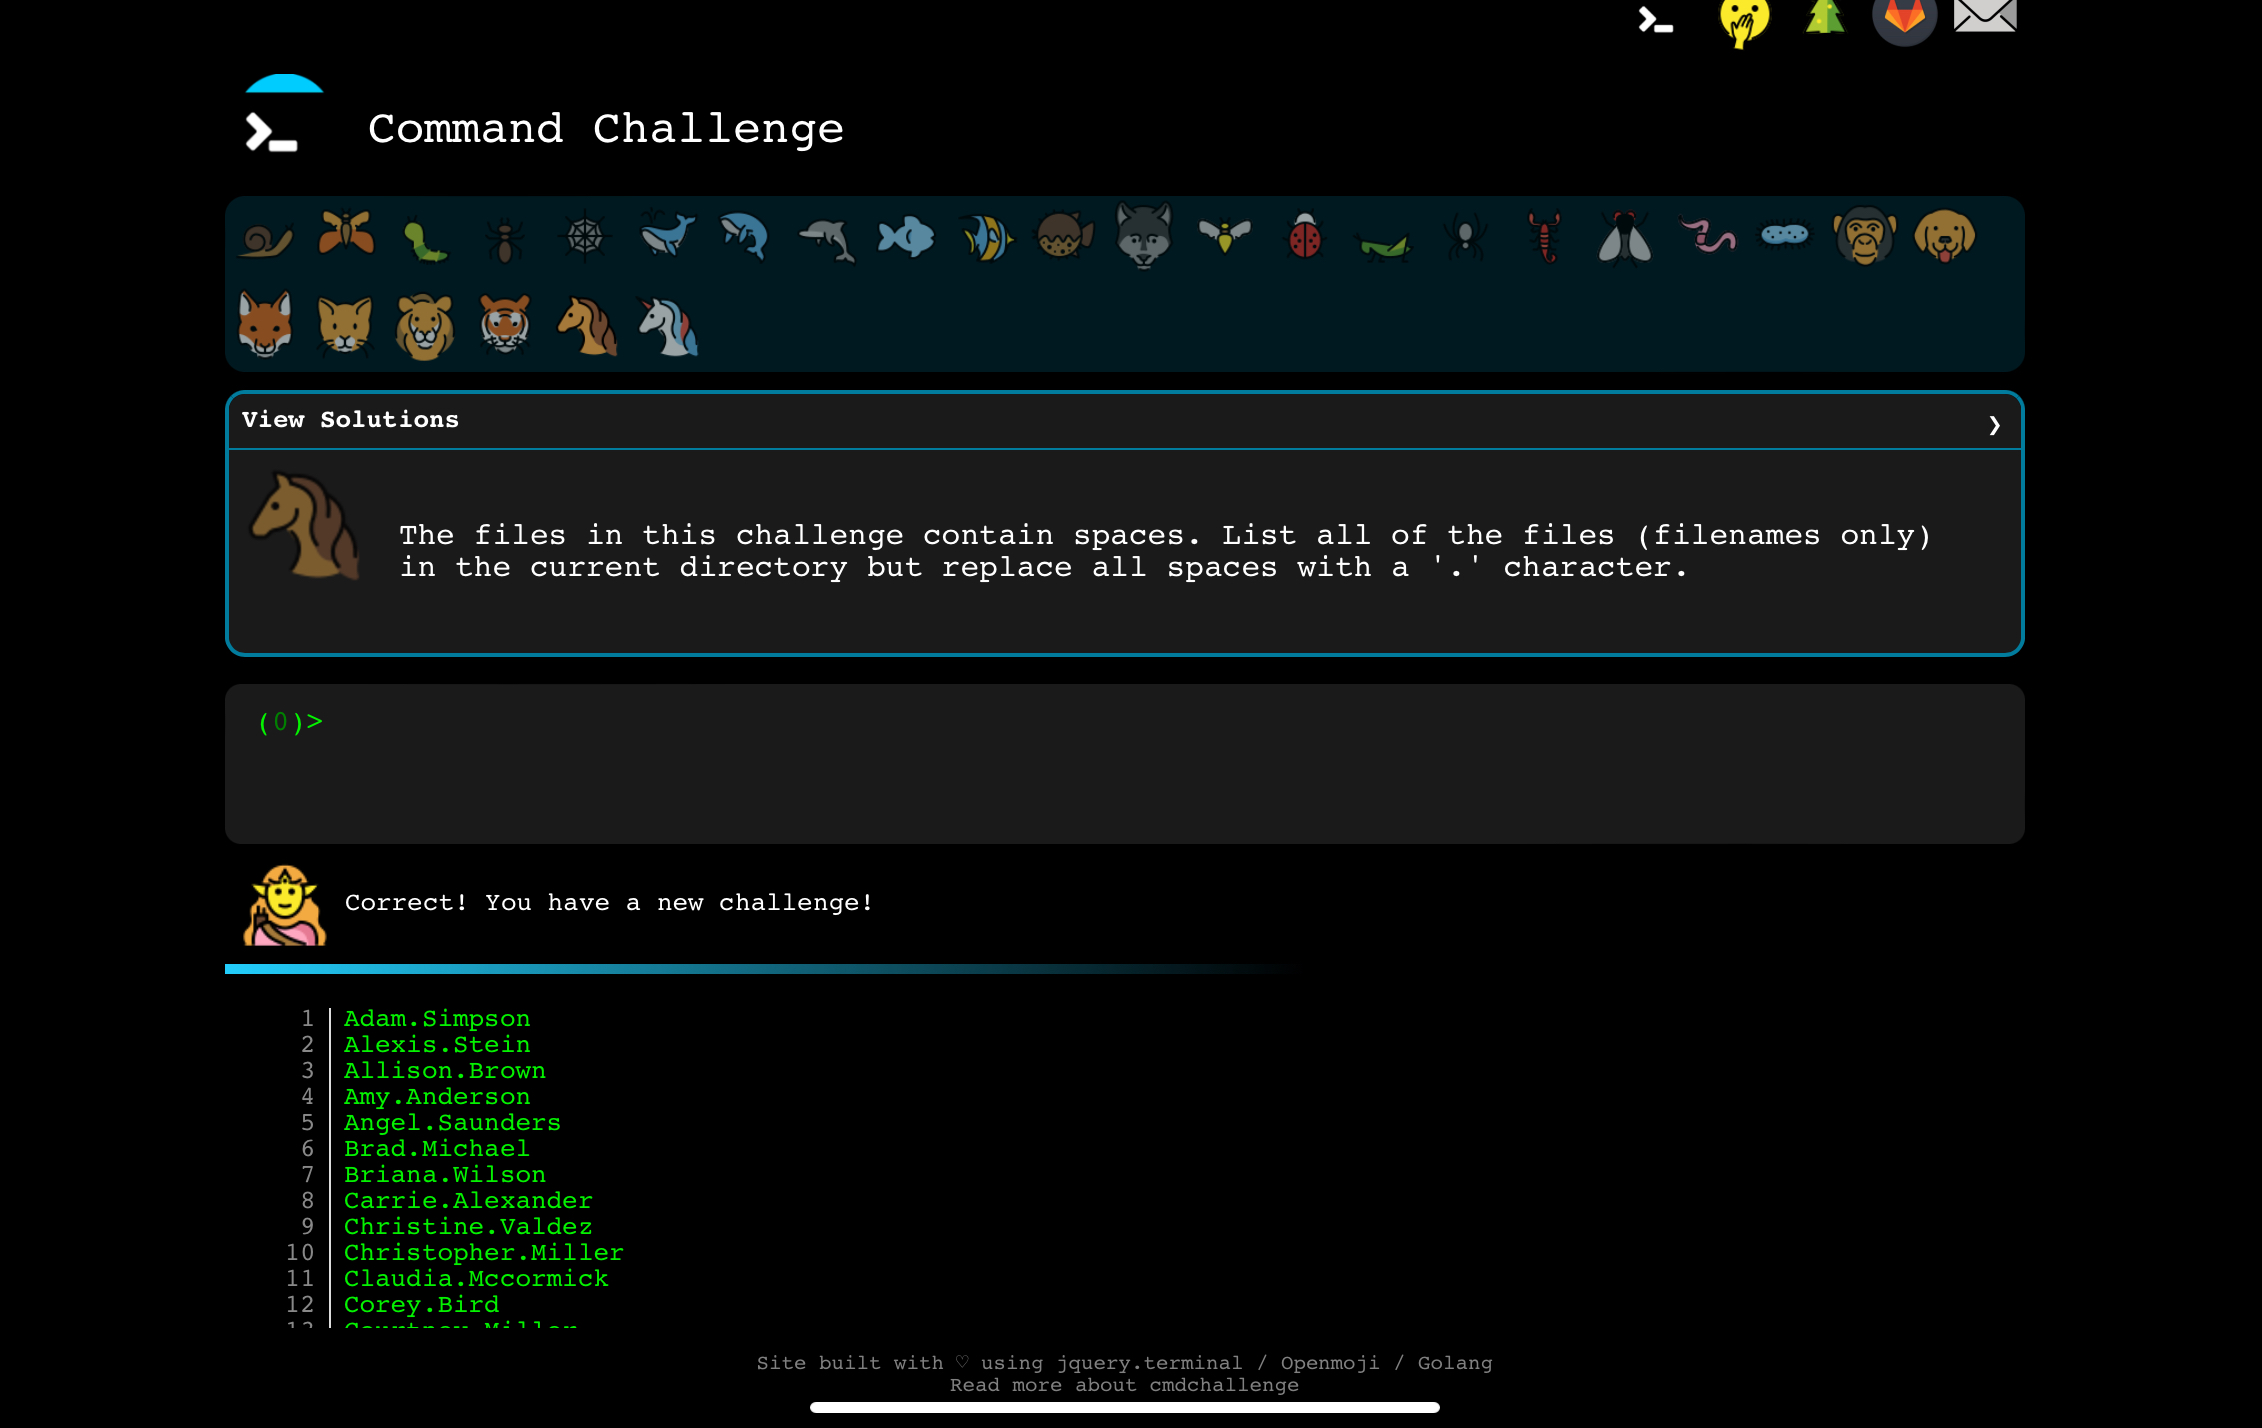 Command Challenge
View Solutions
The files in this challenge contain spaces. List all of the files (filenames only)
in the current directory but replace all spaces with a '.' character.
(0)>
Correct! You have a new challenge!
1 Adam.Simpson
2 Alexis.Stein
3 Allison.Brown
4 Amy.Anderson
5 Angel.Saunders
6 Brad.Michael
7 Briana.Wilson
8 Carrie.Alexander
9 Christine.Valdez
10 Christopher.Miller
11 Claudia.Mccormick
12 Corey.Bird
13 Courtney.Miller
Site built with ♡ using jquery.terminal / Openmoji / Golang
Read more about cmdchallenge